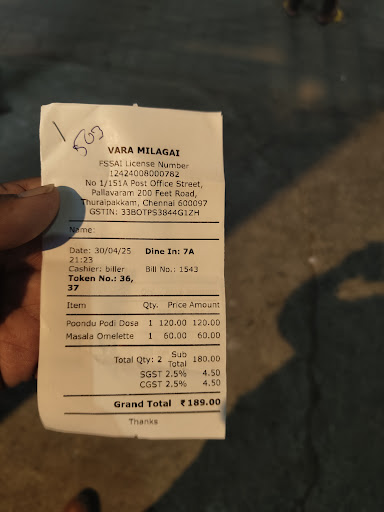 503
VARA MILAGAI
FSSAI License Number
12424008000782
No 1/151A Post Office Street,
Pallavaram 200 Feet Road,
Thuraipakkam, Chennai 600097
GSTIN: 33BOTPS3844G1ZH
Name:
Date: 30/04/25 Dine In: 7A
21:23
Cashier: biller Bill No.: 1543
Token No.: 36,
37
Item Qty. Price Amount
Poondu Podi Dosa 1 120.00 120.00
Masala Omelette 1 60.00 60.00
Total Qty: 2 Sub Total 180.00
SGST 2.5% 4.50
CGST 2.5% 4.50
Grand Total ₹189.00
Thanks